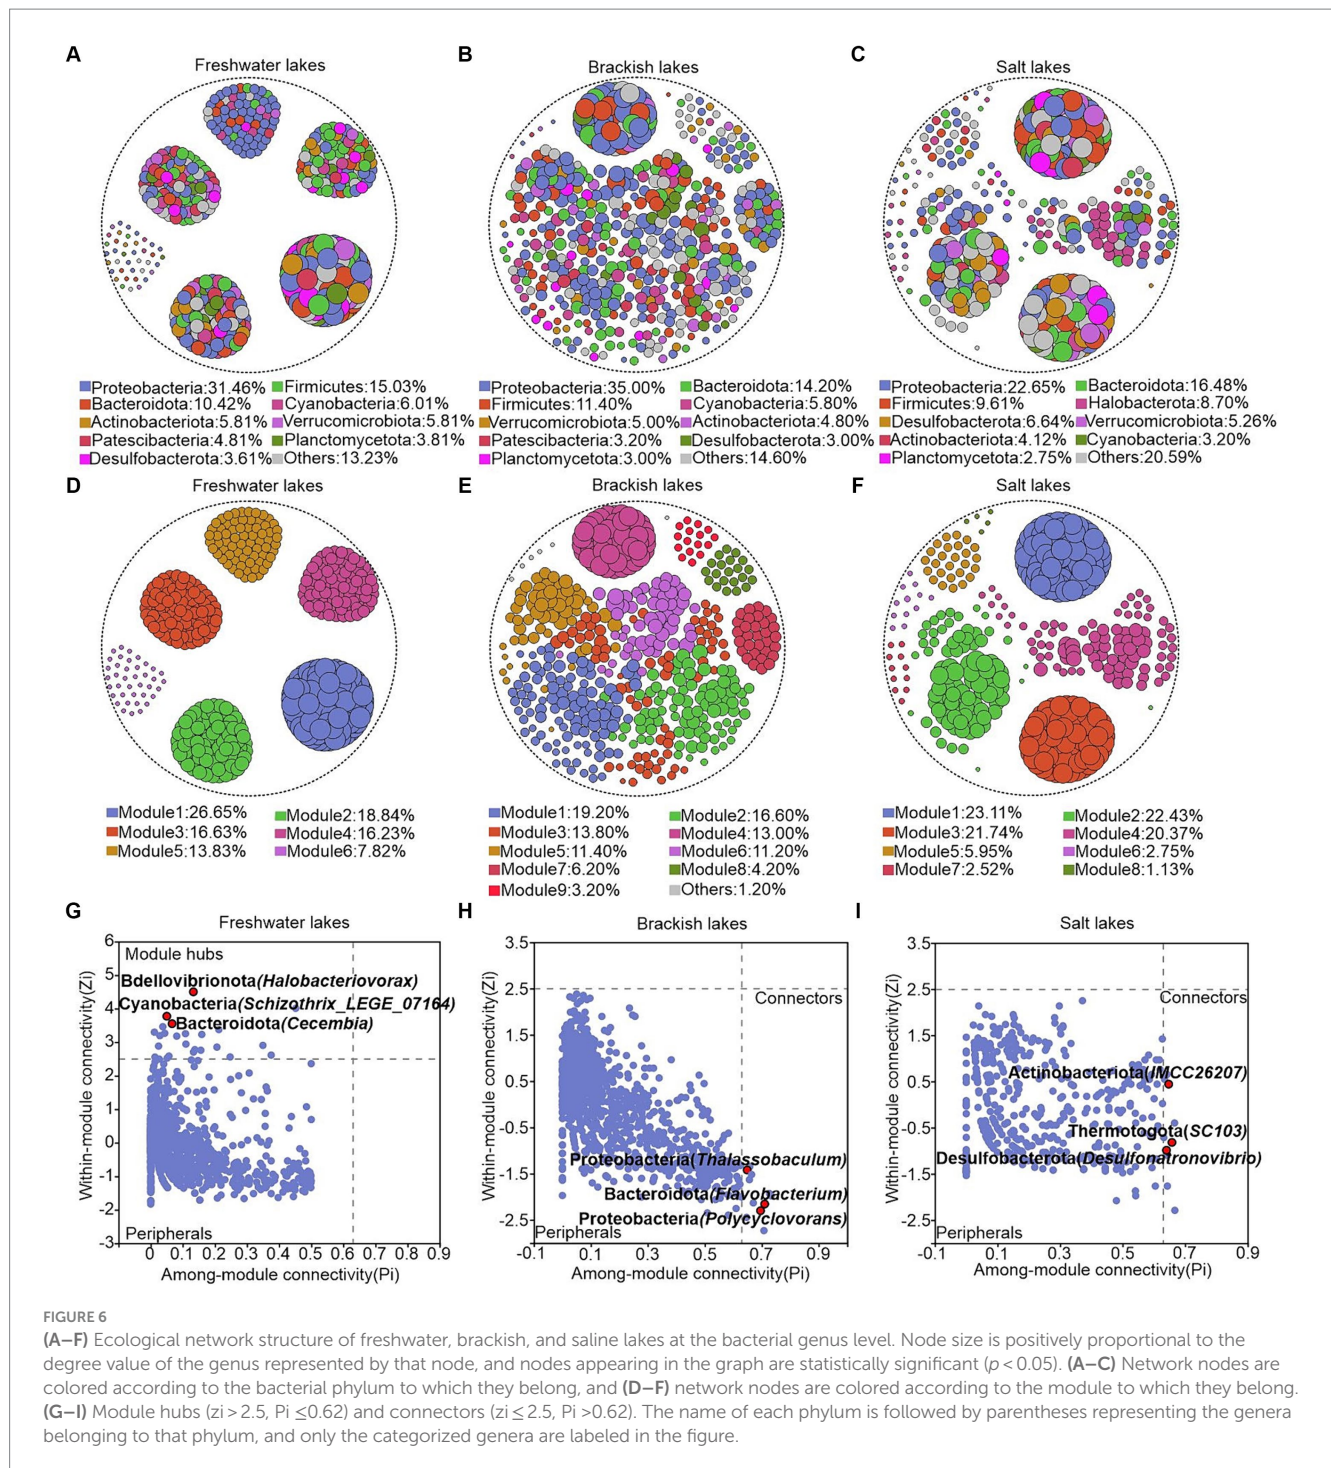 A
Freshwater lakes
Proteobacteria:31.46% Firmicutes:15.03%
Bacteroidota:10.42% Cyanobacteria:6.01%
Actinobacteriota:5.81% Verrucomicrobiota:5.81%
Patescibacteria:4.81% Planctomycetota:3.81%
Desulfobacterota:3.61% Others:13.23%
B
Brackish lakes
Proteobacteria:35.00% Bacteroidota:14.20%
Firmicutes:11.40% Cyanobacteria:5.80%
Verrucomicrobiota:5.00% Actinobacteriota:4.80%
Patescibacteria:3.20% Desulfobacterota:3.00%
Planctomycetota:3.00% Others:14.60%
C
Salt lakes
Proteobacteria:22.65% Bacteroidota:16.48%
Firmicutes:9.61% Halobacterota:8.70%
Desulfobacterota:6.64% Verrucomicrobiota:5.26%
Actinobacteriota:4.12% Cyanobacteria:3.20%
Planctomycetota:2.75% Others:20.59%
D
Freshwater lakes
Module1:26.65% Module2:18.84%
Module3:16.63% Module4:16.23%
Module5:13.83% Module6:7.82%
E
Brackish lakes
Module1:19.20% Module2:16.60%
Module3:13.80% Module4:13.00%
Module5:11.40% Module6:11.20%
Module7:6.20% Module8:4.20%
Module9:3.20% Others:1.20%
F
Salt lakes
Module1:23.11% Module2:22.43%
Module3:21.74% Module4:20.37%
Module5:5.95% Module6:2.75%
Module7:2.52% Module8:1.13%
G
Freshwater lakes
Within-module connectivity(Zi)
6
5
4
3
2
1
0
-1
-2
-3
Module hubs
Bdellovibrionota(Halobacteriovorax)
Cyanobacteria(Schizothrix_LEGE_07164)
Bacteroidota(Cecembia)
Peripherals
0 0.1 0.2 0.3 0.4 0.5 0.6 0.7 0.8 0.9
Among-module connectivity(Pi)
H
Brackish lakes
Within-module connectivity(Zi)
3.5
2.5
1.5
0.5
-0.5
-1.5
-2.5
Connectors
Proteobacteria(Thalassobaculum)
Bacteroidota(Flavobacterium)
Proteobacteria(Polycyclovorans)
Peripherals
-0.1 0.1 0.3 0.5 0.7 0.9
Among-module connectivity(Pi)
I
Salt lakes
Within-module connectivity(Zi)
3.5
2.5
1.5
0.5
-0.5
-1.5
-2.5
Connectors
Actinobacteriota(IMCC26207)
Thermotogota(SC103)
Desulfobacterota(Desulfonatronovibrio)
Peripherals
-0.1 0.1 0.3 0.5 0.7 0.9
Among-module connectivity(Pi)
FIGURE 6
(A–F) Ecological network structure of freshwater, brackish, and saline lakes at the bacterial genus level. Node size is positively proportional to the
degree value of the genus represented by that node, and nodes appearing in the graph are statistically significant (p < 0.05). (A–C) Network nodes are
colored according to the bacterial phylum to which they belong, and (D–F) network nodes are colored according to the module to which they belong.
(G–I) Module hubs (zi > 2.5, Pi ≤0.62) and connectors (zi ≤ 2.5, Pi >0.62). The name of each phylum is followed by parentheses representing the genera
belonging to that phylum, and only the categorized genera are labeled in the figure.